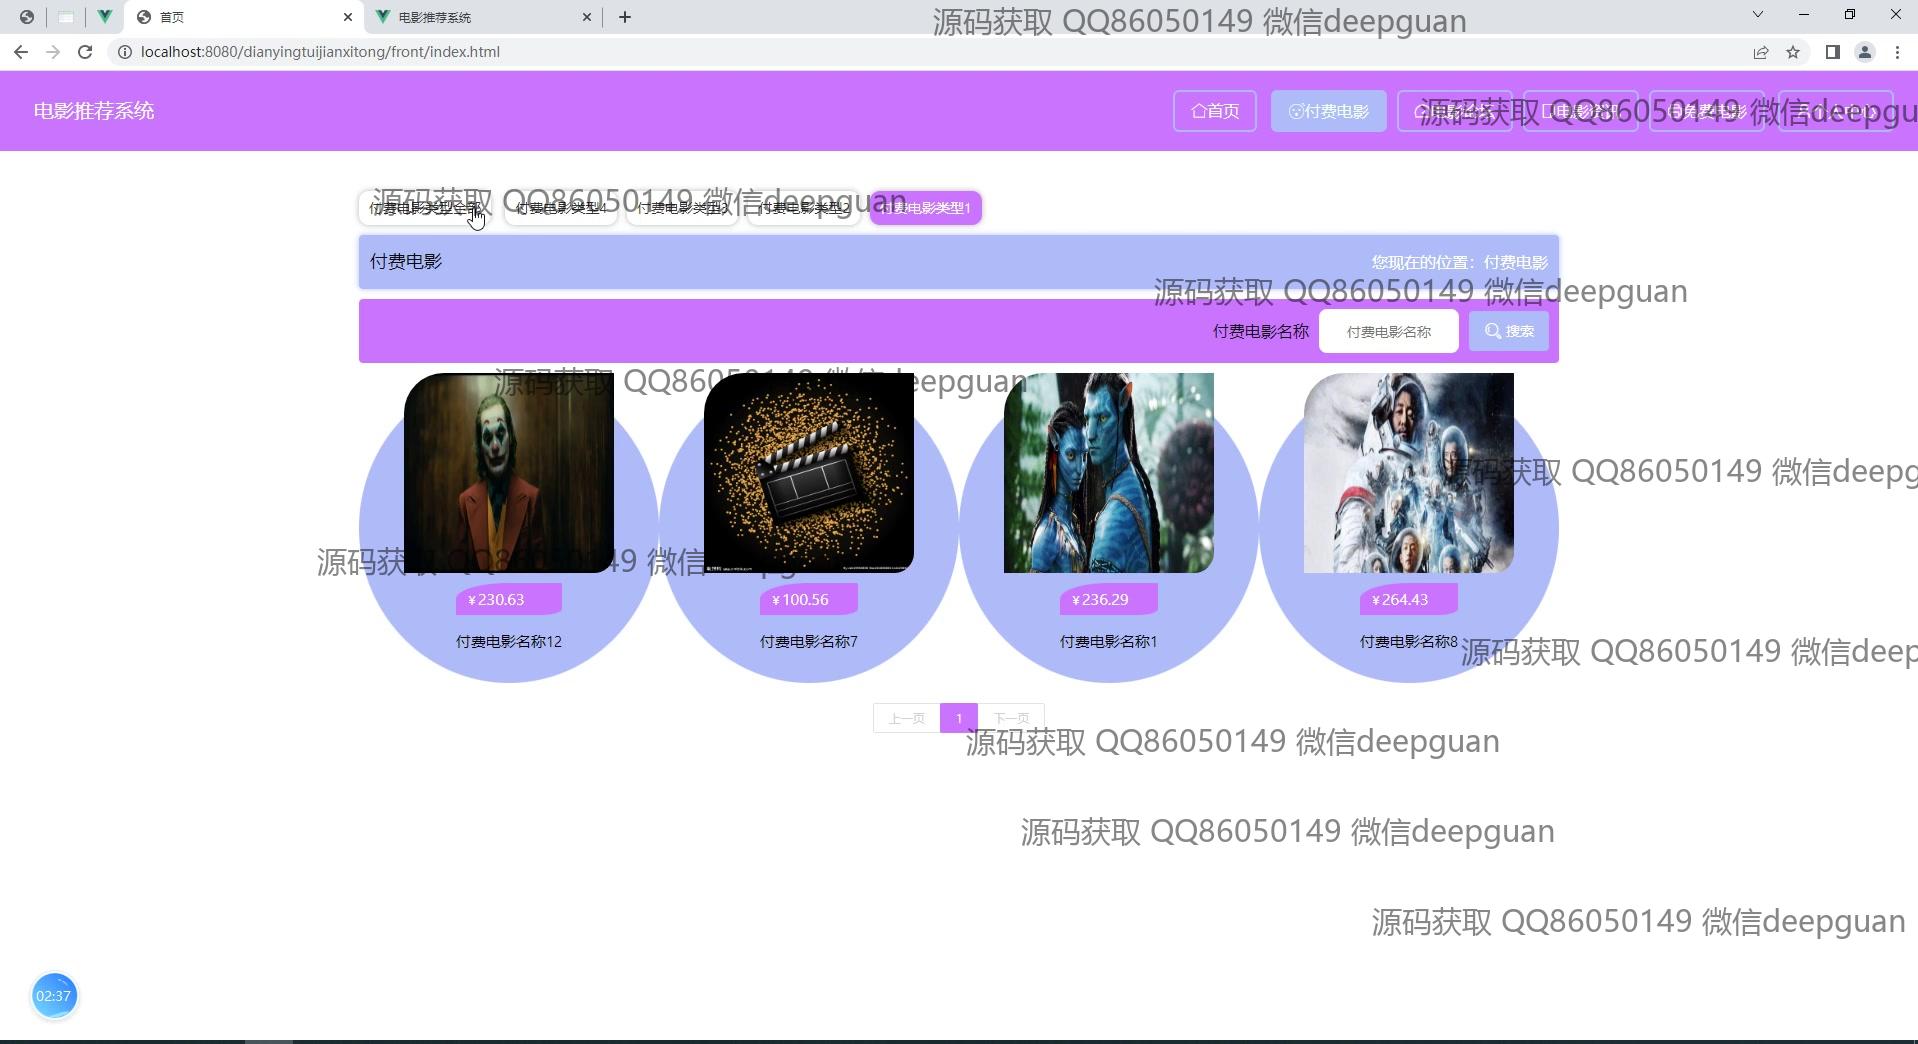 首页
电影推荐系统
源码获取 QQ86050149 微信deepguan
localhost:8080/dianyingtuijianxitong/front/index.html
电影推荐系统
首页
付费电影
源码获取 QQ86050149 微信deepgu
源码获取 QQ86050149 微信deepguan
付费电影类型全部
付费电影类型4
付费电影类型2
付费电影类型1
付费电影
您现在的位置：付费电影
源码获取 QQ86050149 微信deepguan
付费电影名称
付费电影名称
搜索
源码获取 QQ86050149 微信deepguan
源码获取 QQ86050149 微信deepg
源码获取 QQ86050149 微信deepg
¥230.63
¥100.56
¥236.29
¥264.43
付费电影名称12
付费电影名称7
付费电影名称1
付费电影名称8
源码获取 QQ86050149 微信deep
上一页
1
下一页
源码获取 QQ86050149 微信deepguan
源码获取 QQ86050149 微信deepguan
源码获取 QQ86050149 微信deepguan
02:37